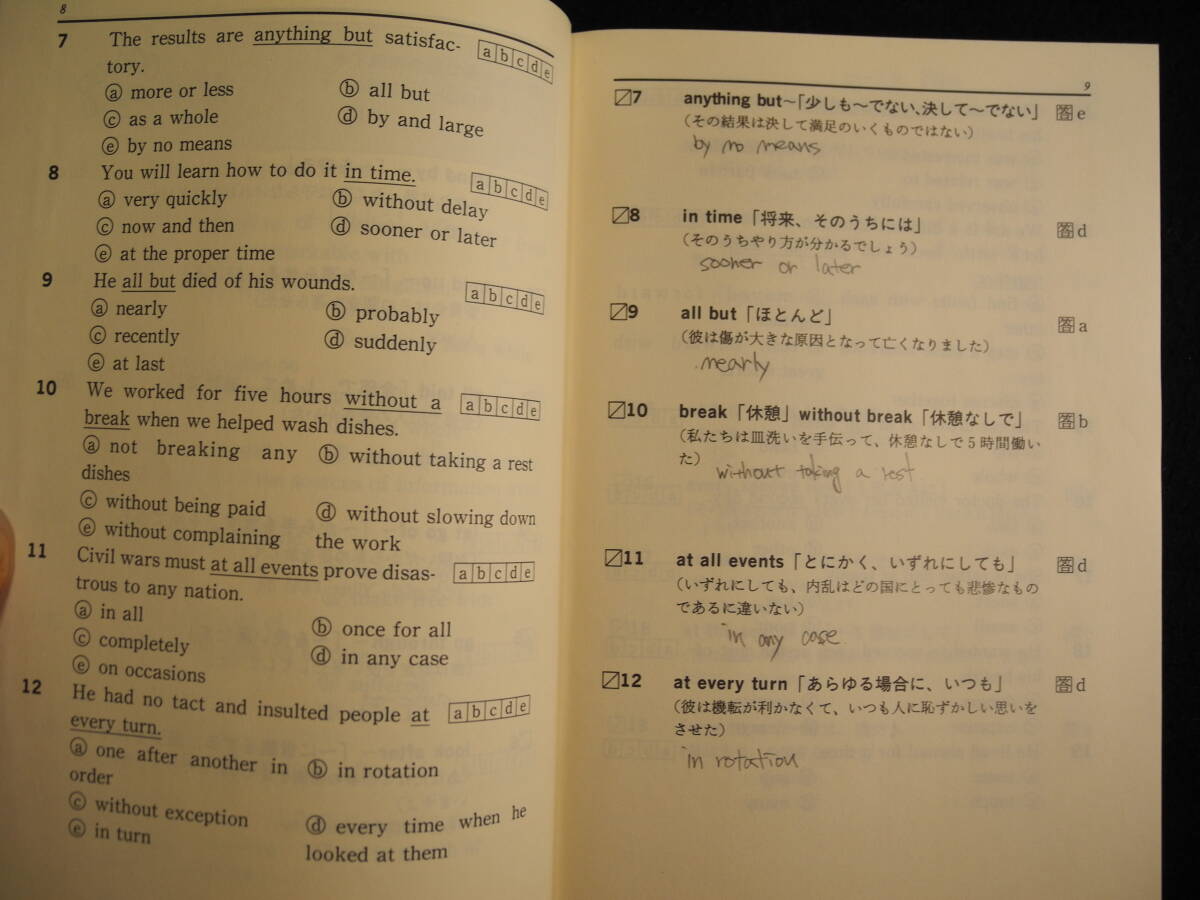 8
7 The results are anything but satisfac-
tory.
abcde
ⓐ more or less ⓑ all but
ⓒ as a whole ⓓ by and large
ⓔ by no means
8 You will learn how to do it in time.
abcde
ⓐ very quickly ⓑ without delay
ⓒ now and then ⓓ sooner or later
ⓔ at the proper time
9 He all but died of his wounds.
abcde
ⓐ nearly ⓑ probably
ⓒ recently ⓓ suddenly
ⓔ at last
10 We worked for five hours without a
break when we helped wash dishes.
abcde
ⓐ not breaking any ⓑ without taking a rest
dishes
ⓒ without being paid ⓓ without slowing down
ⓔ without complaining the work
11 Civil wars must at all events prove disas-
trous to any nation.
abcde
ⓐ in all ⓑ once for all
ⓒ completely ⓓ in any case
ⓔ on occasions
12 He had no tact and insulted people at
every turn.
abcde
ⓐ one after another in ⓑ in rotation
order
ⓒ without exception ⓓ every time when he
ⓔ in turn looked at them
9
7 anything but~「少しも~でない、決して~でない」 答e
(その結果は決して満足のいくものではない)
by no means
8 in time「将来、そのうちには」 答d
(そのうちやり方が分かるでしょう)
sooner or later
9 all but「ほとんど」 答a
(彼は傷が大きな原因となって亡くなりました)
nearly
10 break「休憩」without break「休憩なしで」 答b
(私たちは皿洗いを手伝って、休憩なしで5時間働い
た)
without taking a rest
11 at all events「とにかく、いずれにしても」 答d
(いずれにしても、内乱はどの国にとっても悲惨なもの
であるに違いない)
in any case
12 at every turn「あらゆる場合に、いつも」 答d
(彼は機転が利かなくて、いつも人に恥ずかしい思いを
させた)
in rotation